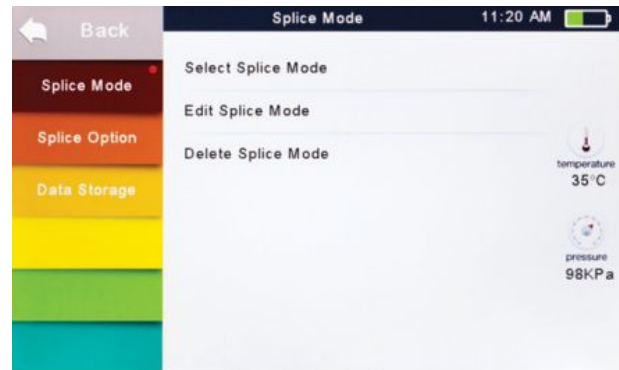 Back
Splice Mode
11:20 AM
Splice Mode
Splice Option
Data Storage
Select Splice Mode
Edit Splice Mode
Delete Splice Mode
temperature
35°C
pressure
98KPa